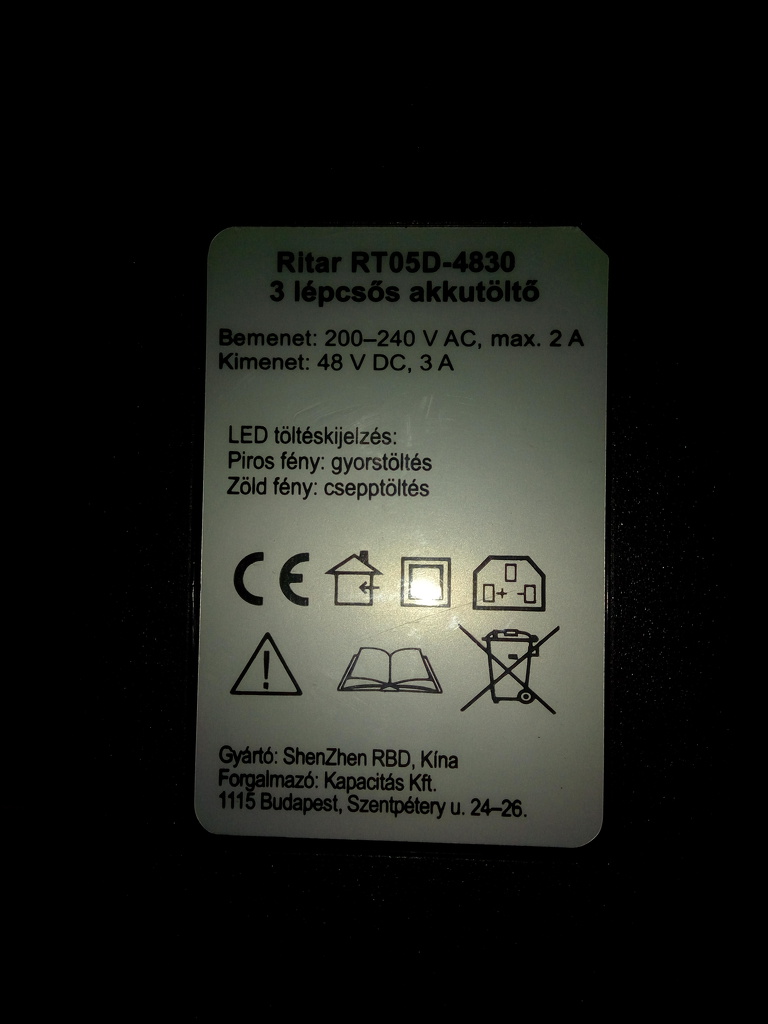 Ritar RT05D-4830
3 lépcsős akkutöltő
Bemenet: 200–240 V AC, max. 2 A
Kimenet: 48 V DC, 3 A
LED töltéskijelzés:
Piros fény: gyorstöltés
Zöld fény: csepptöltés
CE
+ -
!
Gyártó: ShenZhen RBD, Kína
Forgalmazó: Kapacitás Kft.
1115 Budapest, Szentpétery u. 24–26.